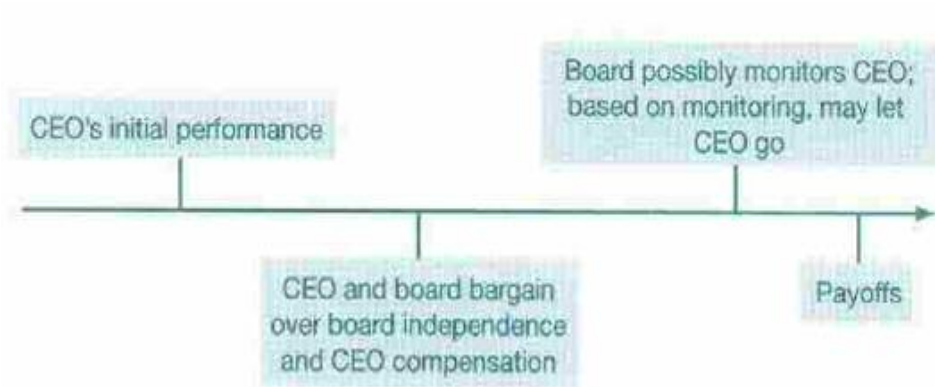 CEO's initial performance
CEO and board bargain
over board independence
and CEO compensation
Board possibly monitors CEO;
based on monitoring, may let
CEO go
Payoffs